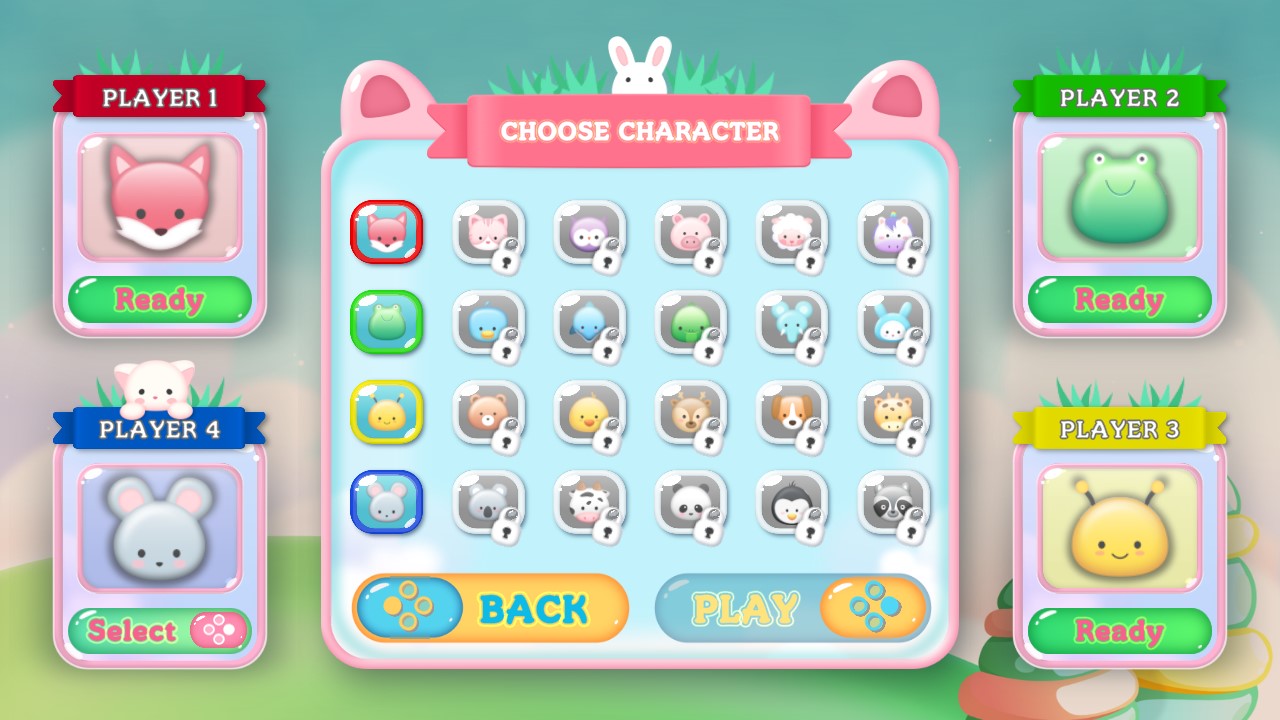 CHOOSE CHARACTER
PLAYER 1
Ready
PLAYER 2
Ready
PLAYER 4
Select
PLAYER 3
Ready
BACK
PLAY